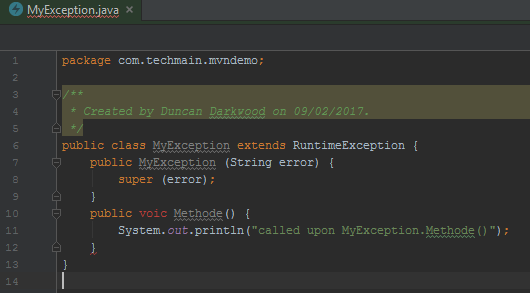 MyException.java ×
1 package com.techmain.mvndemo;
2
3 /**
4 * Created by Duncan Darkwood on 09/02/2017.
5 */
6 public class MyException extends RuntimeException {
7 public MyException (String error) {
8 super (error);
9 }
10 public voic Methode() {
11 System.out.println("called upon MyException.Methode()");
12 }
13 }
14